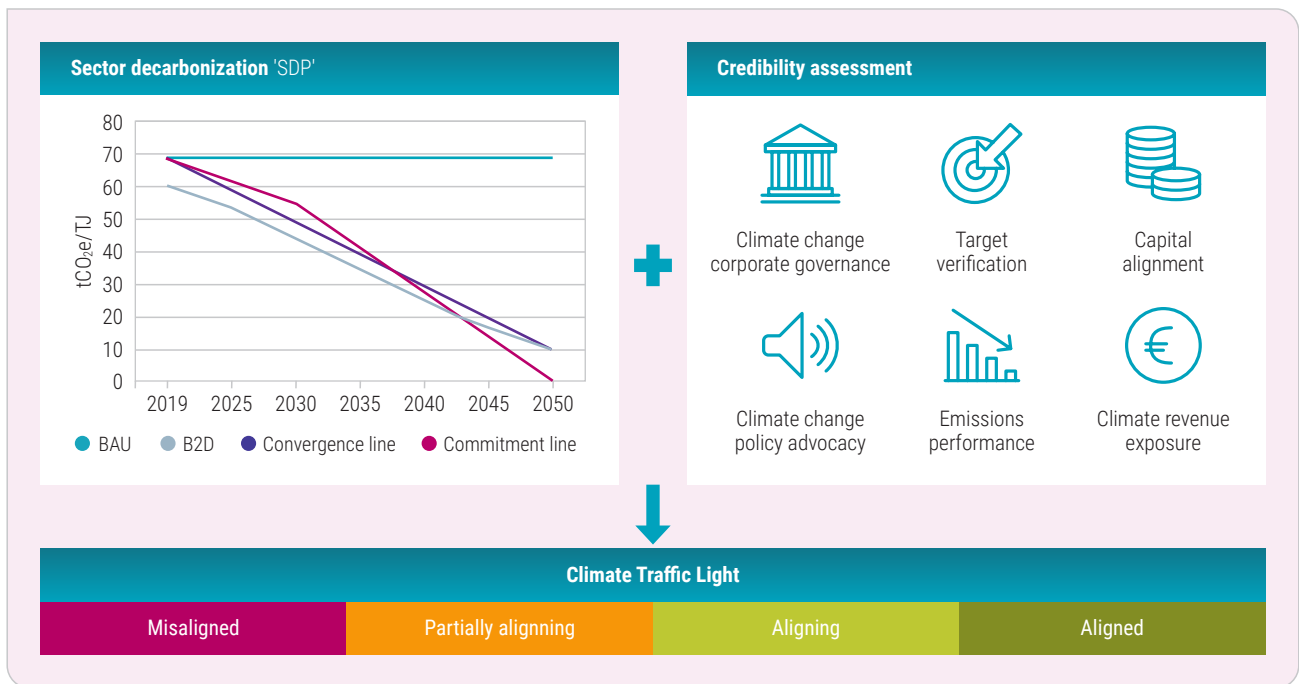 Sector decarbonization 'SDP'
80
70
60
50
40
30
20
10
0
tCO₂e/TJ
2019 2025 2030 2035 2040 2045 2050
BAU B2D Convergence line Commitment line
Credibility assessment
Climate change
corporate governance
Target
verification
Capital
alignment
Climate change
policy advocacy
Emissions
performance
€
Climate revenue
exposure
Climate Traffic Light
Misaligned
Partially alignning
Aligning
Aligned